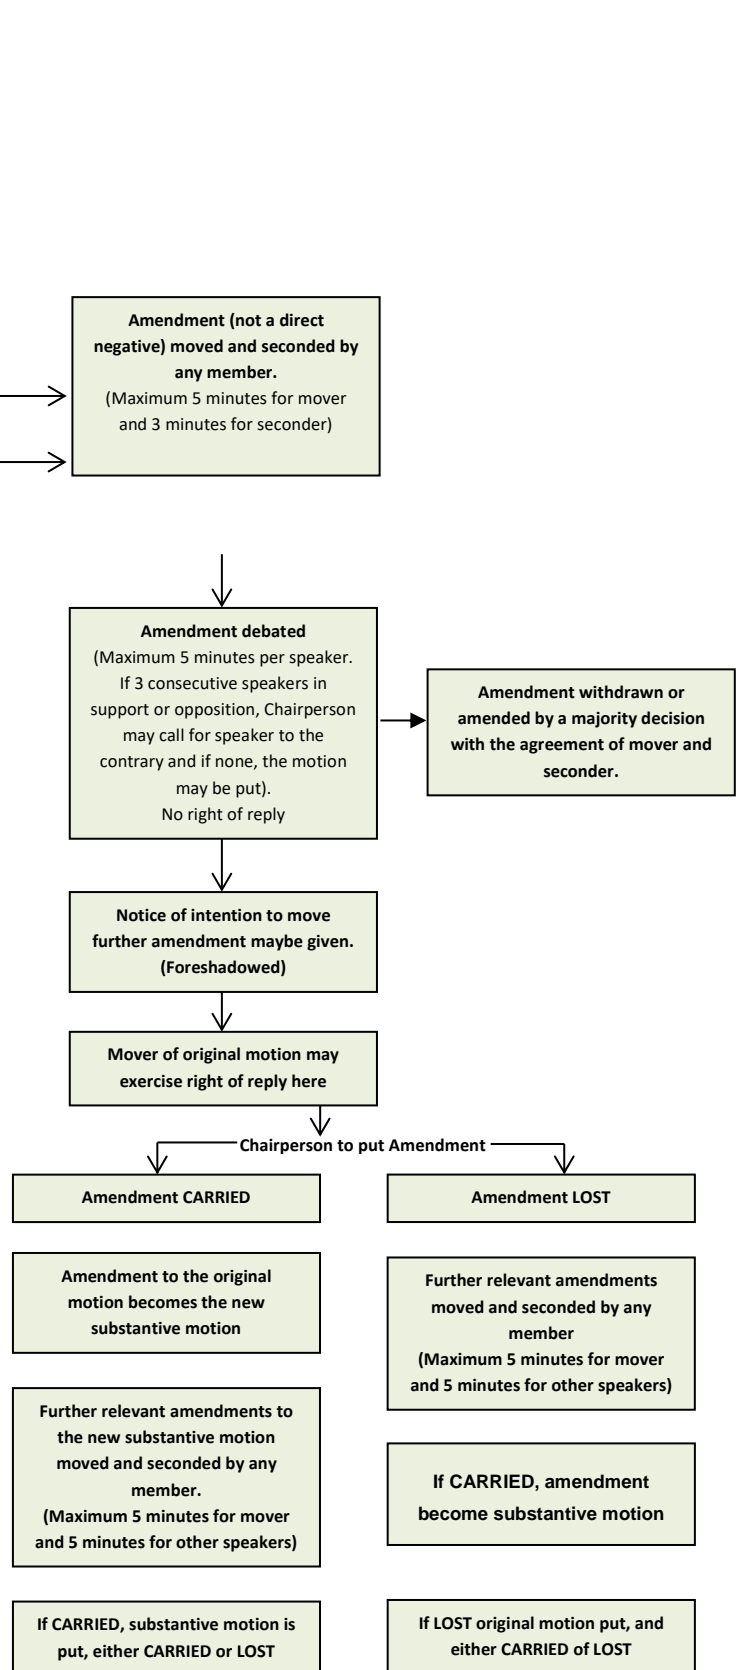 Amendment (not a direct
negative) moved and seconded by
any member.
(Maximum 5 minutes for mover
and 3 minutes for seconder)
Amendment debated
(Maximum 5 minutes per speaker.
If 3 consecutive speakers in
support or opposition, Chairperson
may call for speaker to the
contrary and if none, the motion
may be put).
No right of reply
Amendment withdrawn or
amended by a majority decision
with the agreement of mover and
seconder.
Notice of intention to move
further amendment maybe given.
(Foreshadowed)
Mover of original motion may
exercise right of reply here
Chairperson to put Amendment
Amendment CARRIED
Amendment to the original
motion becomes the new
substantive motion
Further relevant amendments to
the new substantive motion
moved and seconded by any
member.
(Maximum 5 minutes for mover
and 5 minutes for other speakers)
If CARRIED, substantive motion is
put, either CARRIED or LOST
Amendment LOST
Further relevant amendments
moved and seconded by any
member
(Maximum 5 minutes for mover
and 5 minutes for other speakers)
If CARRIED, amendment
become substantive motion
If LOST original motion put, and
either CARRIED of LOST